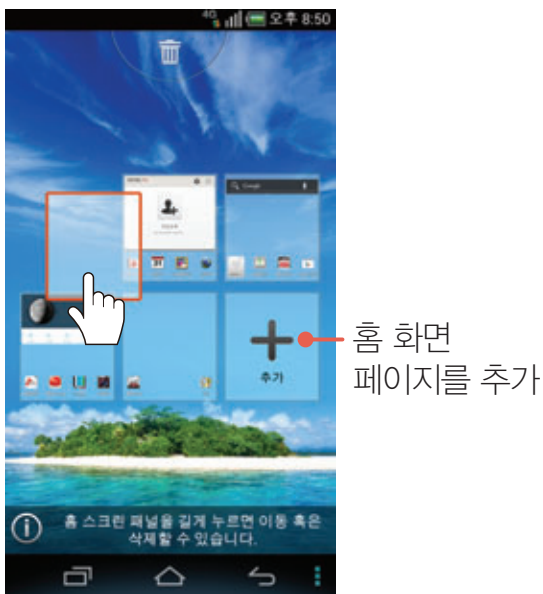 4G 오후 8:50
Google
31
추가
홈 화면
페이지를 추가
홈 스크린 패널을 길게 누르면 이동 혹은
삭제할 수 있습니다.